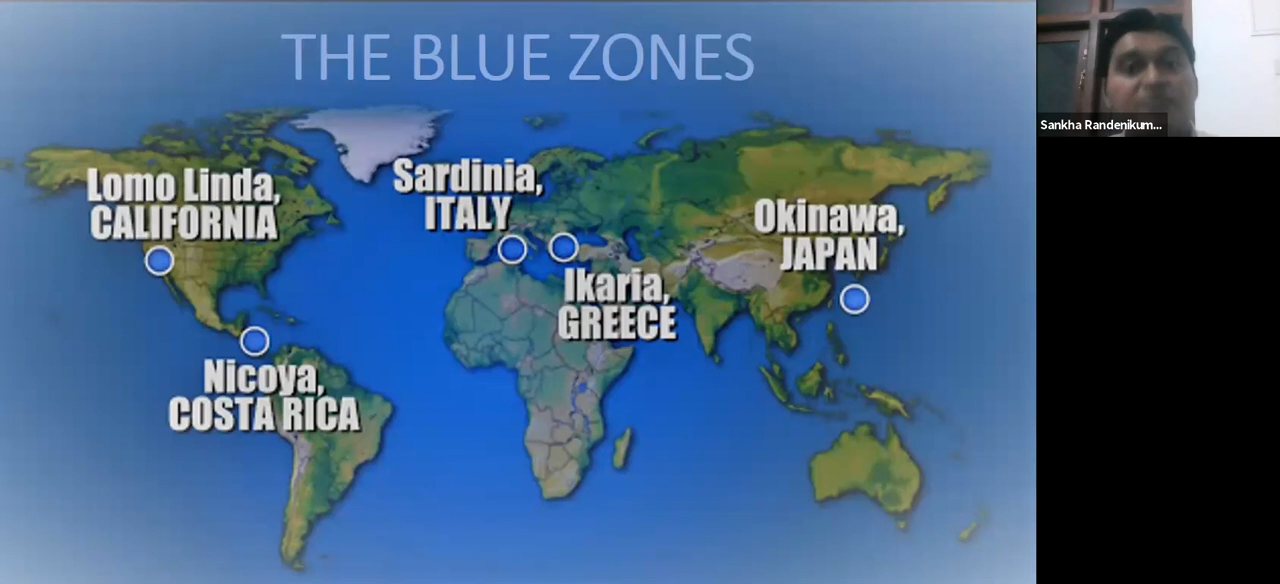 THE BLUE ZONES
Lomo Linda,
CALIFORNIA
Sardinia,
ITALY
Okinawa,
JAPAN
Ikaria,
GREECE
Nicoya,
COSTA RICA
Sankha Randenikum...